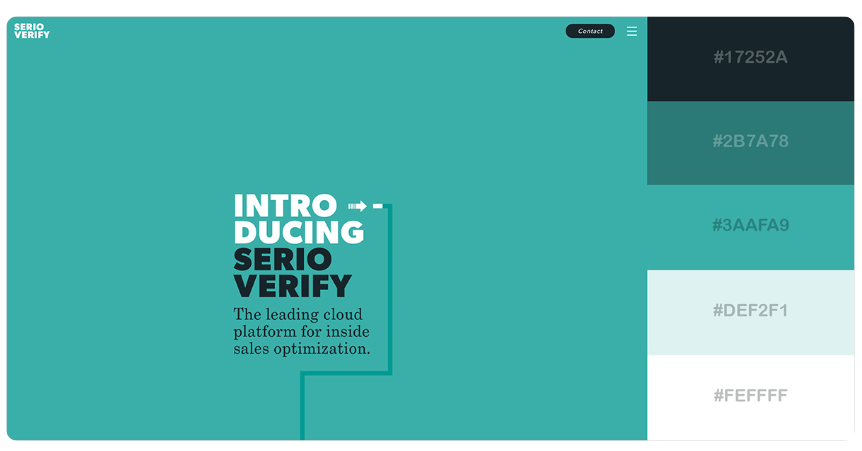 SERIO
VERIFY
Contact
INTRO
DUCING
SERIO
VERIFY
The leading cloud
platform for inside
sales optimization.
#17252A
#2B7A78
#3AAFA9
#DEF2F1
#FEFFFF